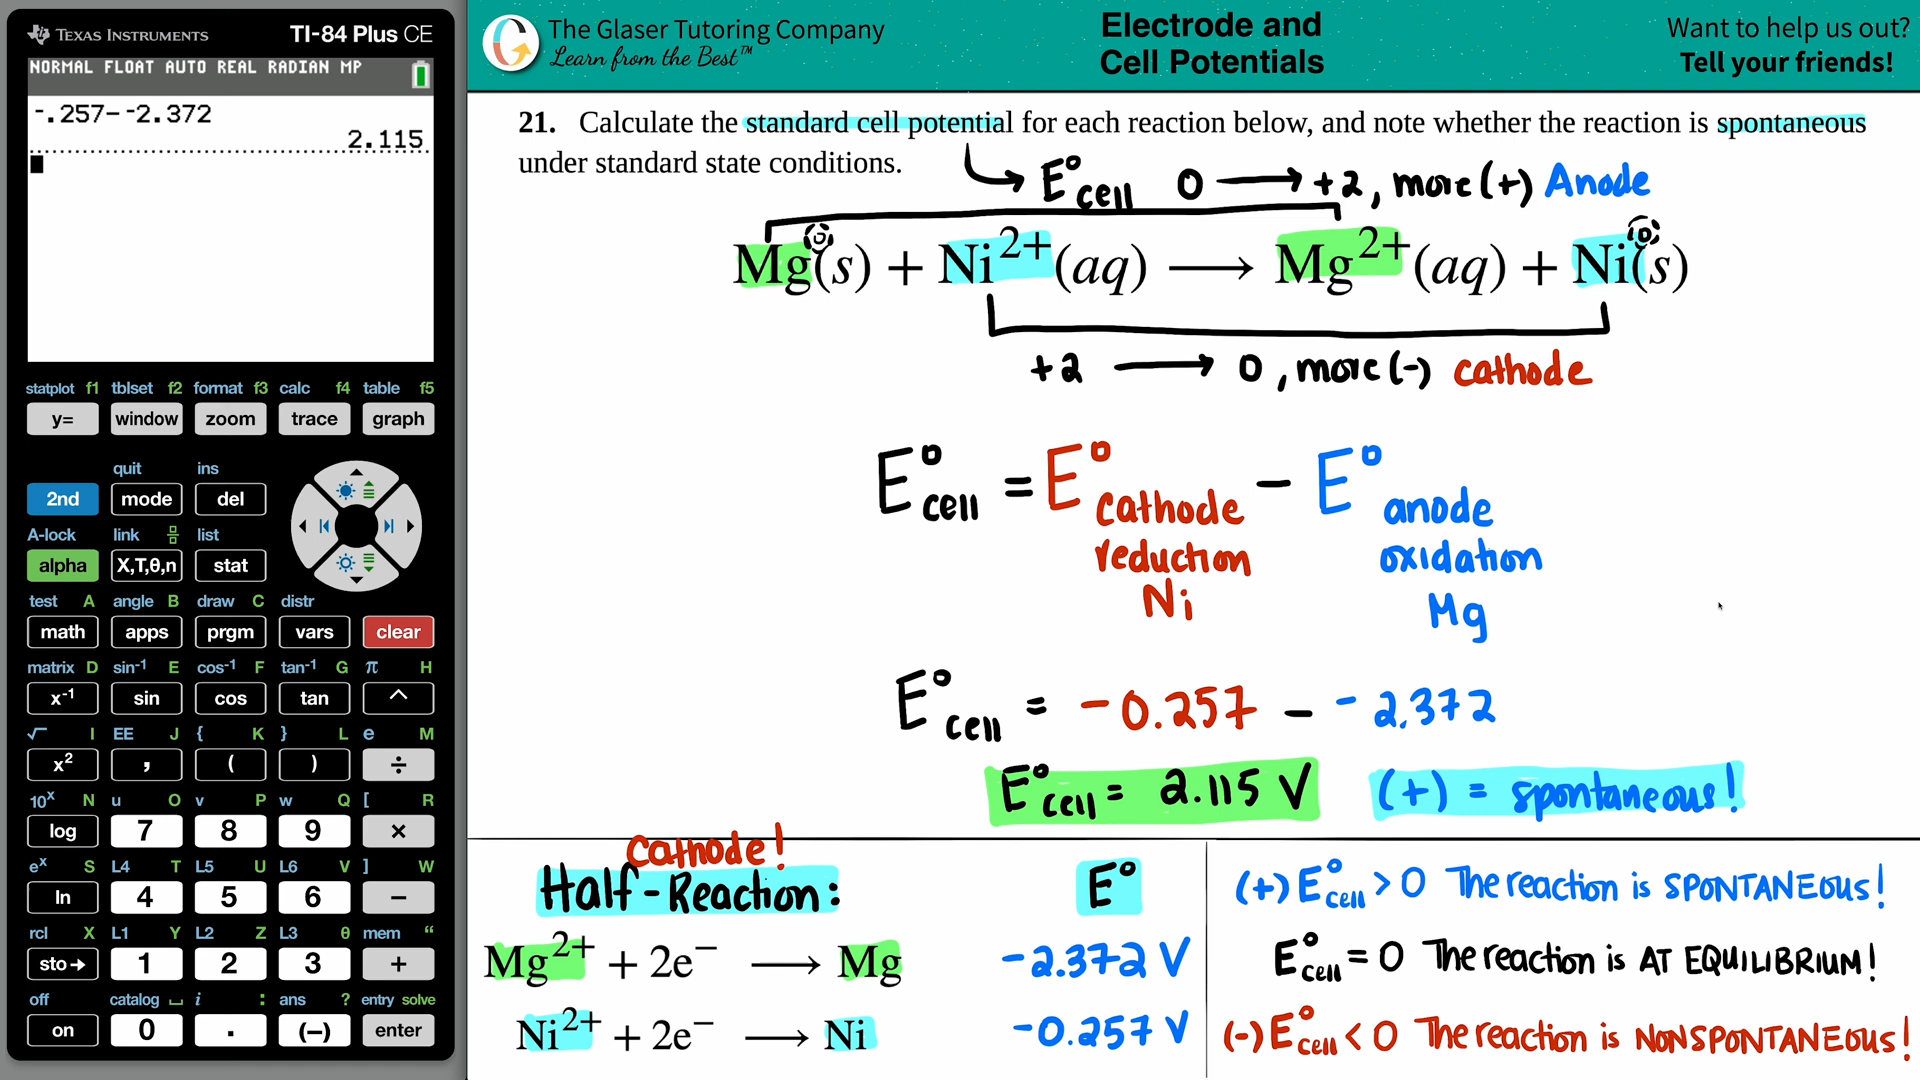 TEXAS INSTRUMENTS TI-84 Plus CE
NORMAL FLOAT AUTO REAL RADIAN MP
-.257--2.372
2.115
statplot f1 tblset f2 format f3 calc f4 table f5
y= window zoom trace graph
quit ins
2nd mode del
A-lock link list
alpha X,T,θ,n stat
test A angle B draw C distr
math apps prgm vars clear
matrix D sin⁻¹ E cos⁻¹ F tan⁻¹ G π H
x⁻¹ sin cos tan ^
√ I EE J { K } L e M
x² , ( ) ÷
10ˣ N u O v P w Q [ R
log 7 8 9 ×
eˣ S L4 T L5 U L6 V ] W
ln 4 5 6 −
rcl X L1 Y L2 Z L3 θ mem “
sto→ 1 2 3 +
off catalog ⎵ i : ans ? entry solve
on 0 . (−) enter
The Glaser Tutoring Company
Learn from the Best™
Electrode and
Cell Potentials
Want to help us out?
Tell your friends!
21. Calculate the standard cell potential for each reaction below, and note whether the reaction is spontaneous
under standard state conditions.
E°cell 0 → +2, more (+) Anode
Mg(s) + Ni²⁺(aq) → Mg²⁺(aq) + Ni(s)
0 0
+2 → 0, more (-) cathode
E°cell = E°cathode − E°anode
reduction oxidation
Ni Mg
E°cell = -0.257 − -2.372
E°cell = 2.115 V (+) = spontaneous!
Cathode!
Half-Reaction: E°
Mg²⁺ + 2e⁻ → Mg -2.372 V
Ni²⁺ + 2e⁻ → Ni -0.257 V
(+) E°cell > 0 The reaction is SPONTANEOUS!
E°cell = 0 The reaction is AT EQUILIBRIUM!
(-) E°cell < 0 The reaction is NONSPONTANEOUS!